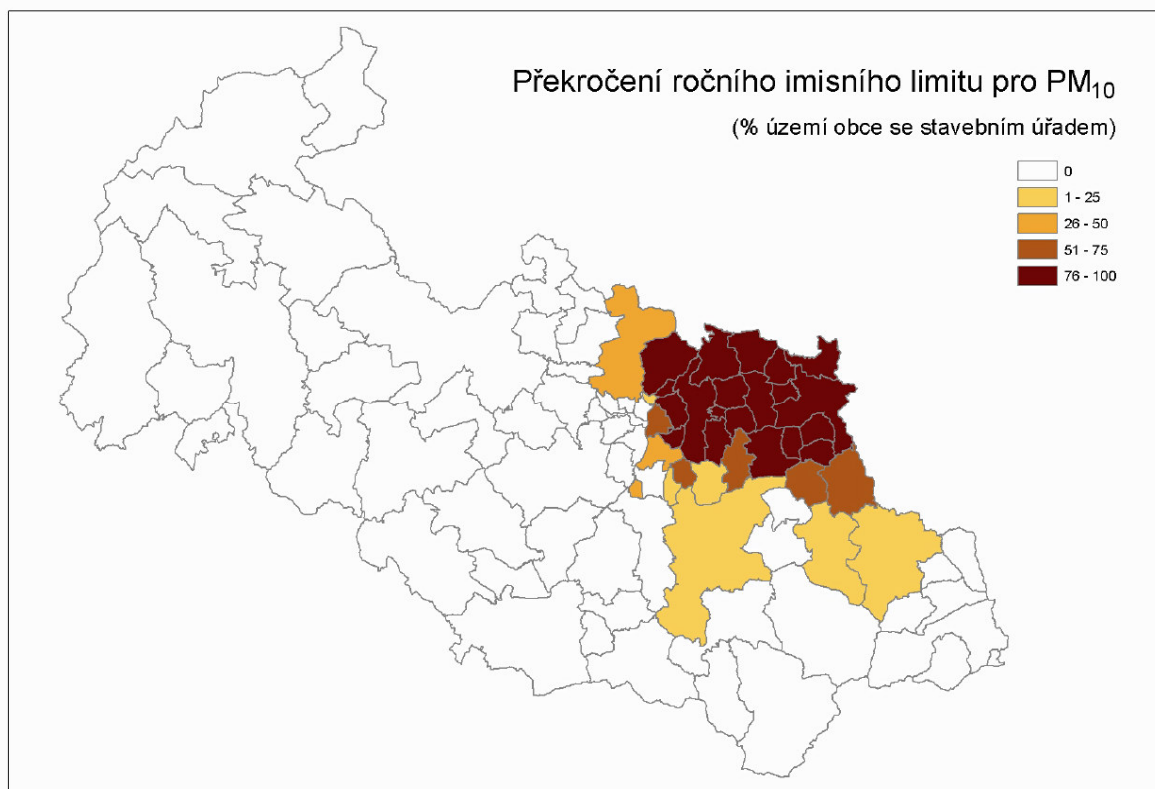 Překročení ročního imisního limitu pro PM₁₀
(% území obce se stavebním úřadem)
0
1 - 25
26 - 50
51 - 75
76 - 100